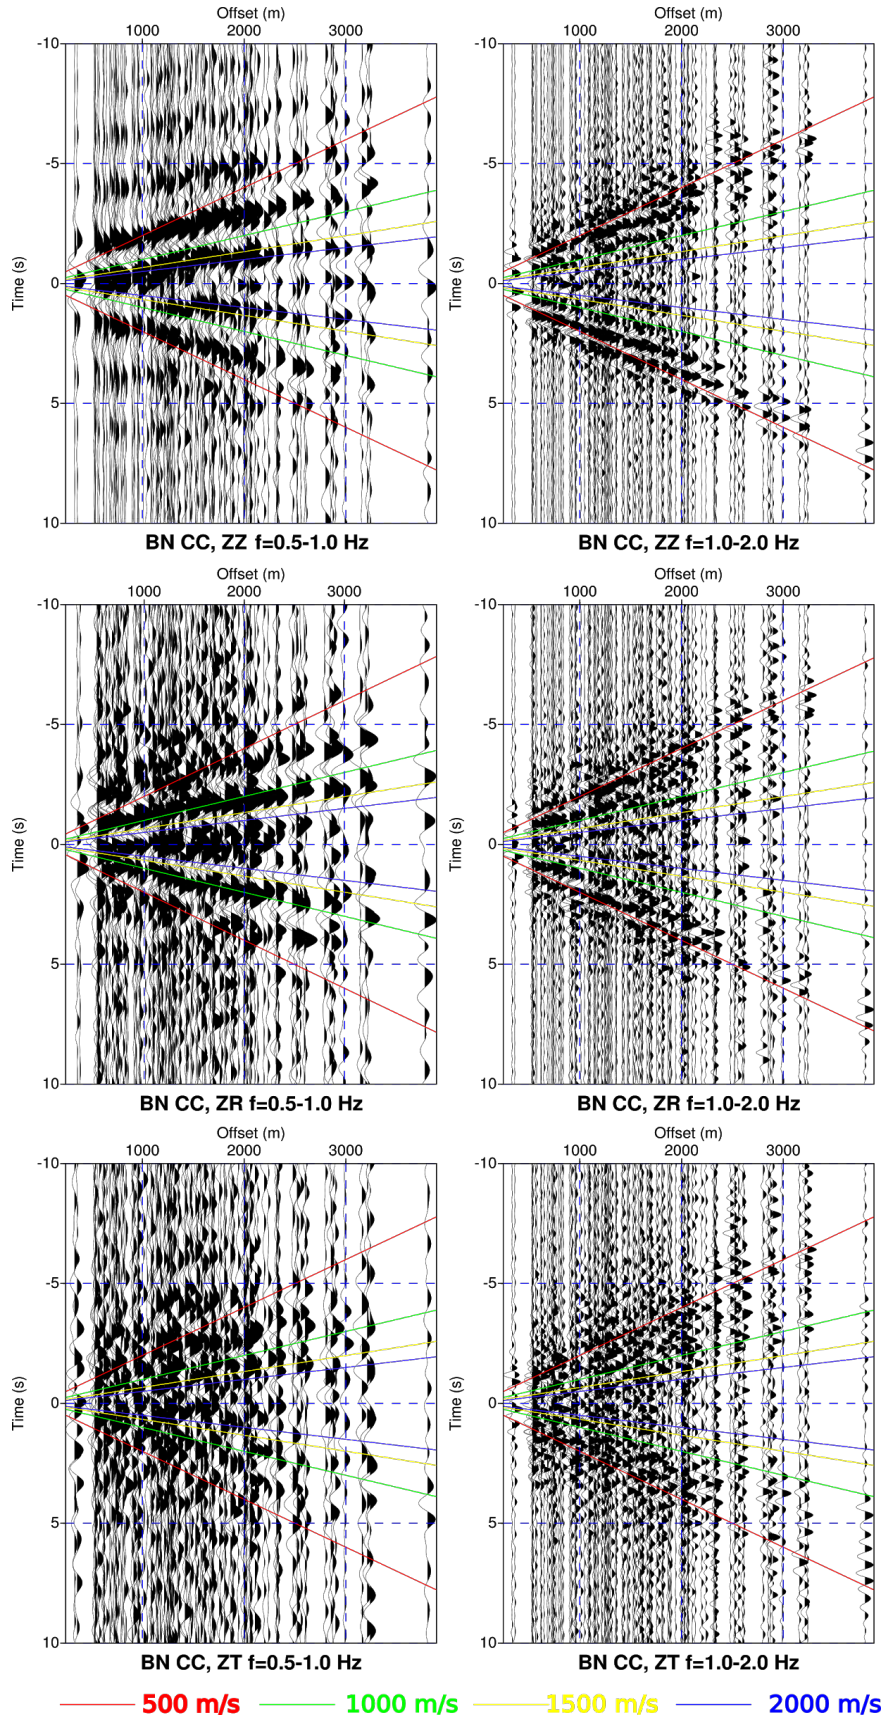 Offset (m) Offset (m)
1000 2000 3000 1000 2000 3000
-10 -10
-5 -5
Time (s) 0 Time (s) 0
5 5
10 10
BN CC, ZZ f=0.5-1.0 Hz BN CC, ZZ f=1.0-2.0 Hz
Offset (m) Offset (m)
1000 2000 3000 1000 2000 3000
-10 -10
-5 -5
Time (s) 0 Time (s) 0
5 5
10 10
BN CC, ZR f=0.5-1.0 Hz BN CC, ZR f=1.0-2.0 Hz
Offset (m) Offset (m)
1000 2000 3000 1000 2000 3000
-10 -10
-5 -5
Time (s) 0 Time (s) 0
5 5
10 10
BN CC, ZT f=0.5-1.0 Hz BN CC, ZT f=1.0-2.0 Hz
500 m/s 1000 m/s 1500 m/s 2000 m/s